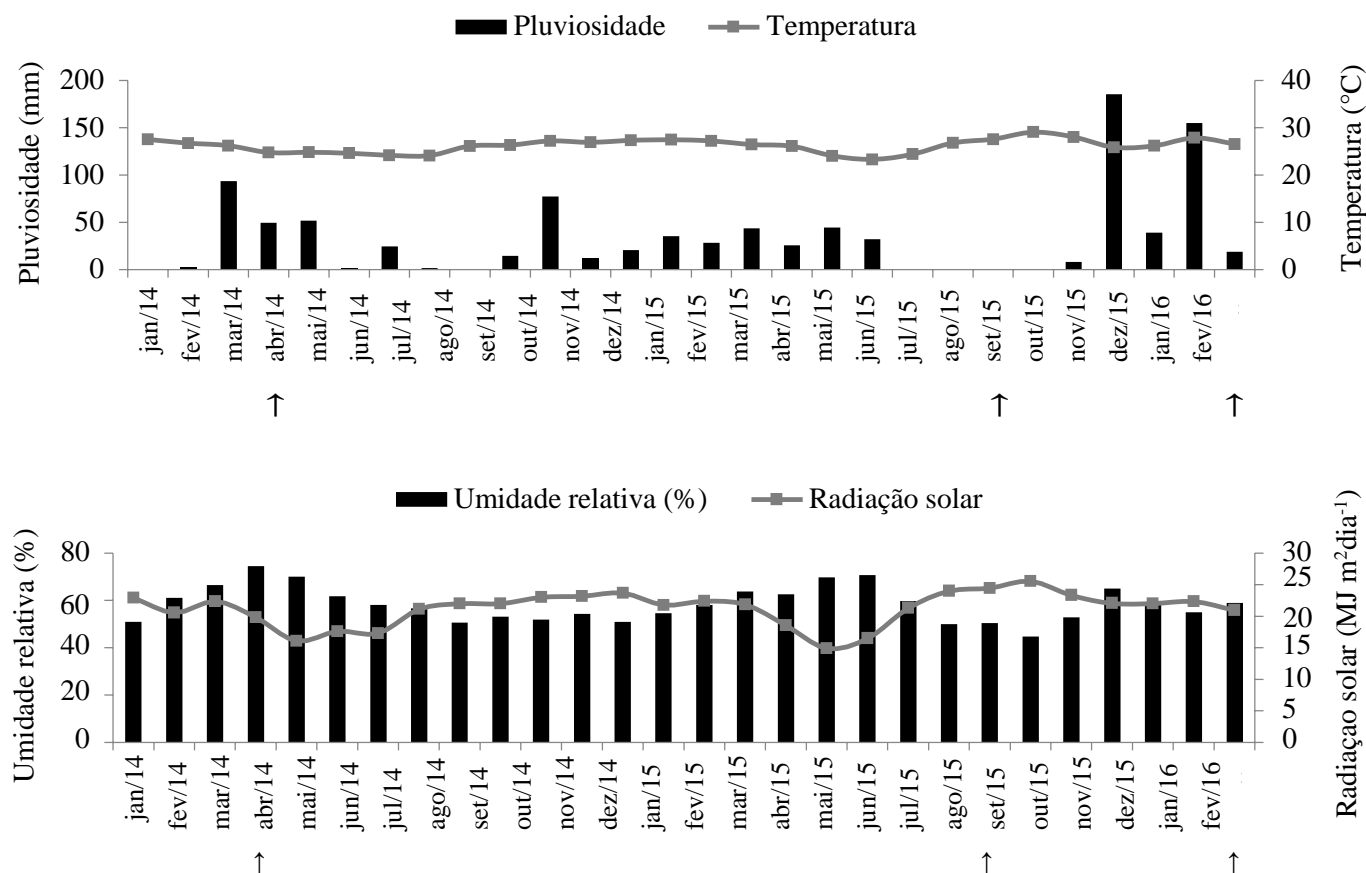 Pluviosidade Temperatura
Pluviosidade (mm)
200
150
100
50
0
40
30
20
10
0
Temperatura (°C)
jan/14
fev/14
mar/14
abr/14
mai/14
jun/14
jul/14
ago/14
set/14
out/14
nov/14
dez/14
jan/15
fev/15
mar/15
abr/15
mai/15
jun/15
jul/15
ago/15
set/15
out/15
nov/15
dez/15
jan/16
fev/16
↑ ↑ ↑
Umidade relativa (%) Radiação solar
Umidade relativa (%)
80
60
40
20
0
30
25
20
15
10
5
0
Radiaçao solar (MJ m²dia⁻¹)
jan/14
fev/14
mar/14
abr/14
mai/14
jun/14
jul/14
ago/14
set/14
out/14
nov/14
dez/14
jan/15
fev/15
mar/15
abr/15
mai/15
jun/15
jul/15
ago/15
set/15
out/15
nov/15
dez/15
jan/16
fev/16
↑ ↑ ↑